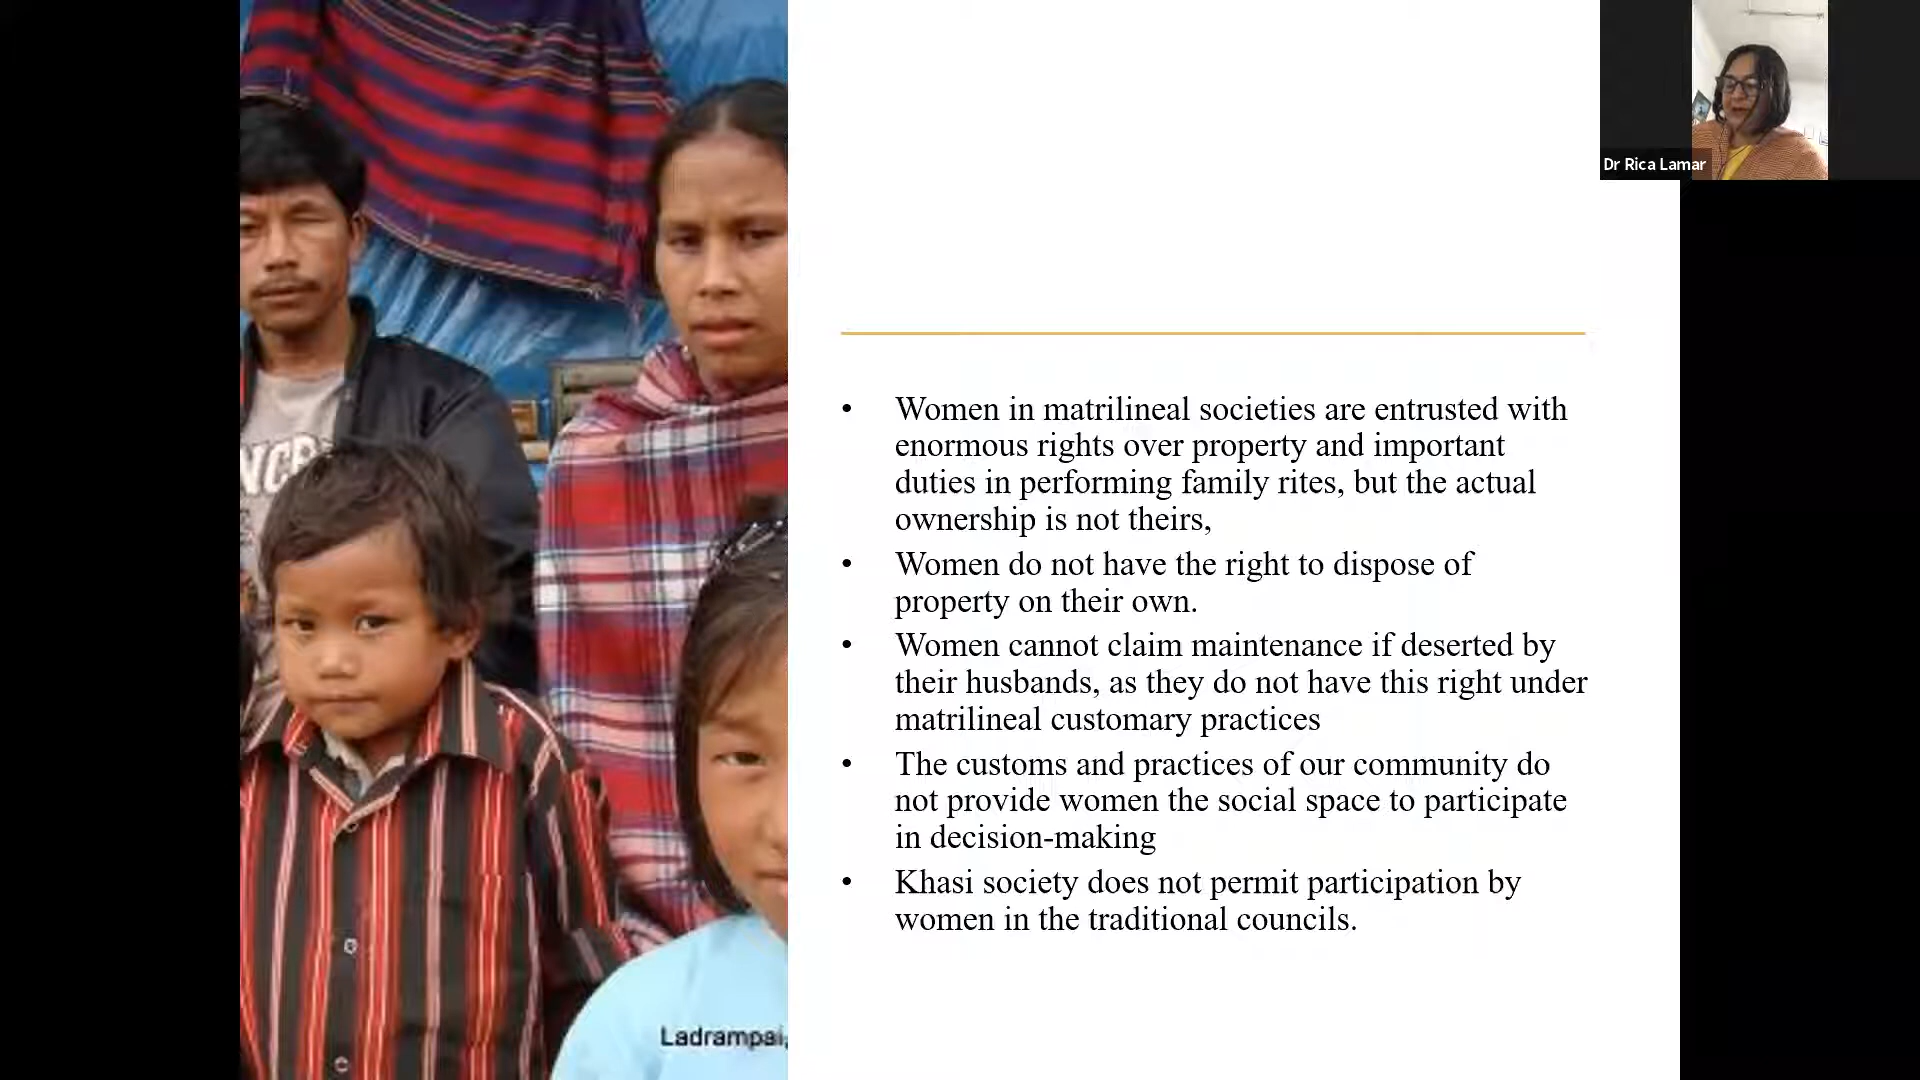 Dr Rica Lamar
NCR
• Women in matrilineal societies are entrusted with
enormous rights over property and important
duties in performing family rites, but the actual
ownership is not theirs,
• Women do not have the right to dispose of
property on their own.
• Women cannot claim maintenance if deserted by
their husbands, as they do not have this right under
matrilineal customary practices
• The customs and practices of our community do
not provide women the social space to participate
in decision-making
• Khasi society does not permit participation by
women in the traditional councils.
Ladrampai,